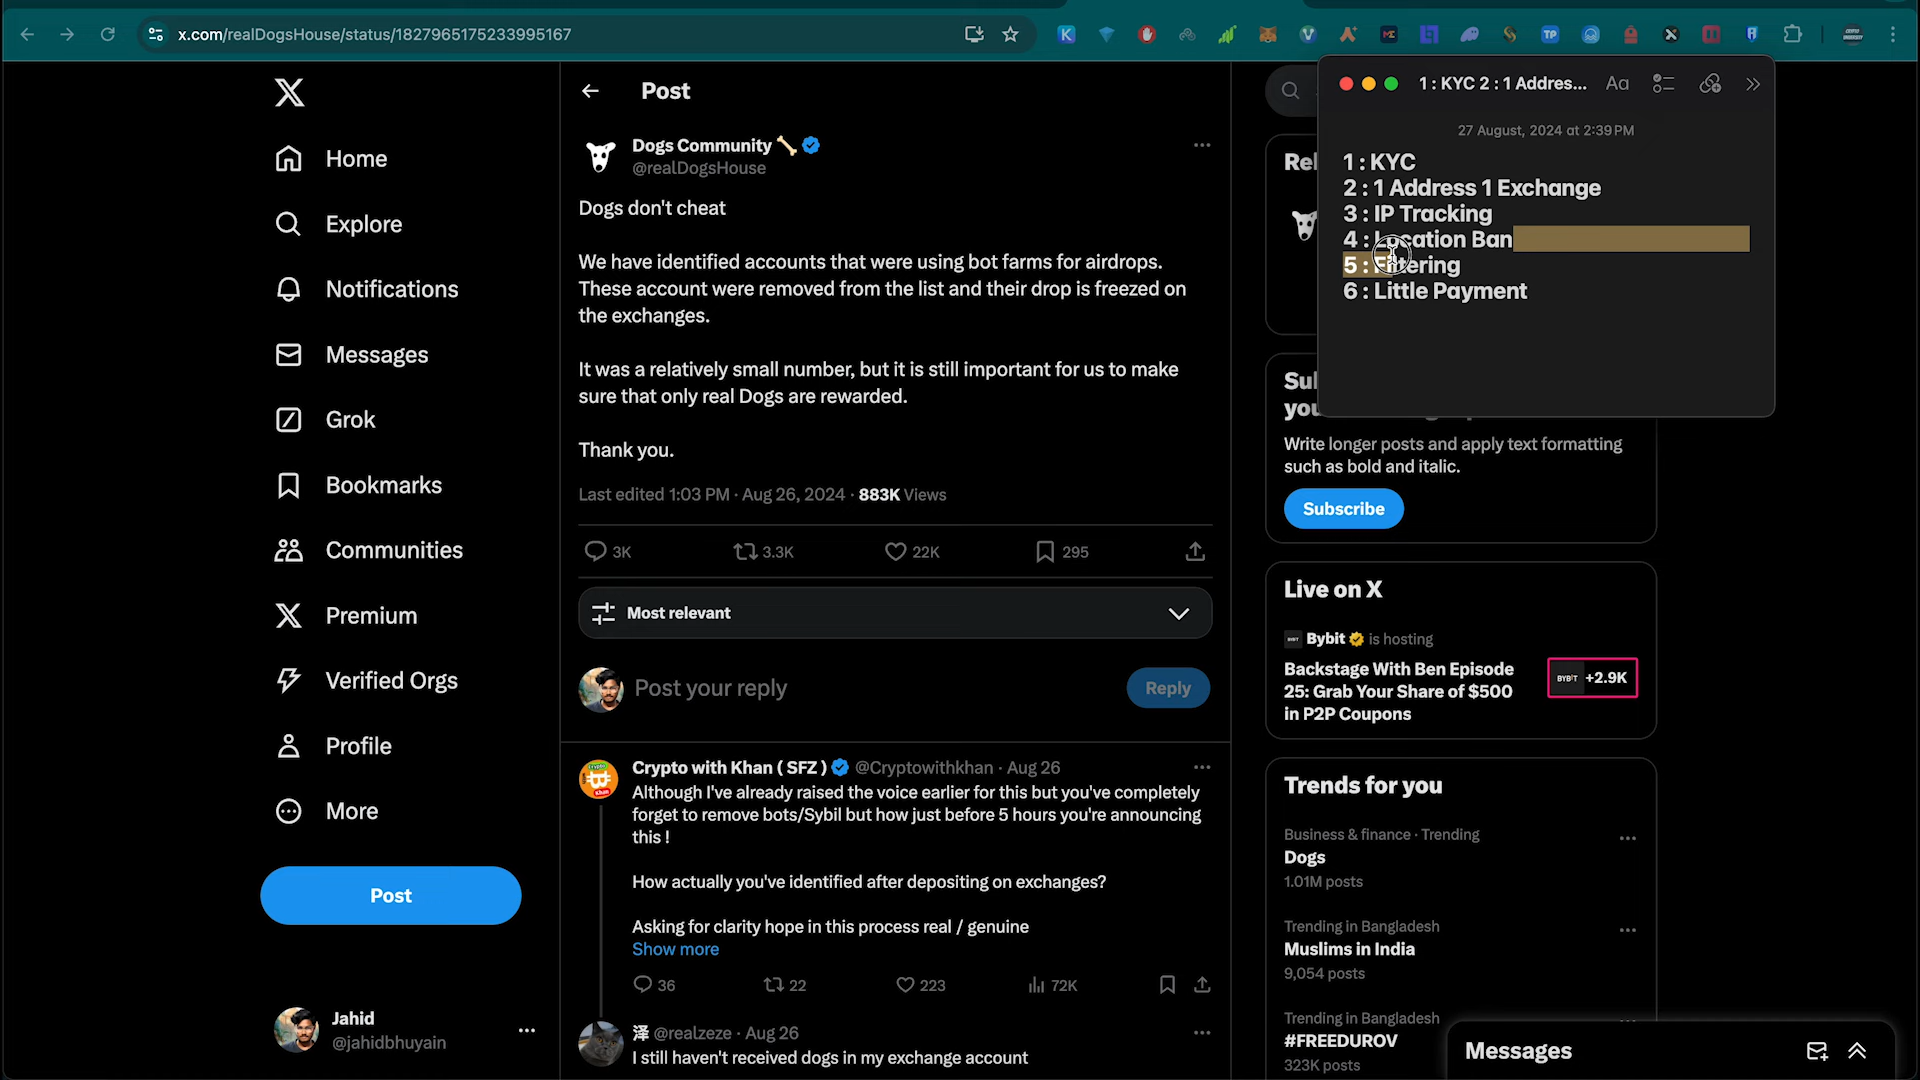 x.com/realDogsHouse/status/1827965175233995167
Home
Explore
Notifications
Messages
Grok
Bookmarks
Communities
Premium
Verified Orgs
Profile
More
Post
Jahid
@jahidbhuyain
Post
Dogs Community
@realDogsHouse
Dogs don't cheat
We have identified accounts that were using bot farms for airdrops.
These account were removed from the list and their drop is freezed on
the exchanges.
It was a relatively small number, but it is still important for us to make
sure that only real Dogs are rewarded.
Thank you.
Last edited 1:03 PM · Aug 26, 2024 · 883K Views
3K
3.3K
22K
295
Most relevant
Post your reply
Reply
Crypto with Khan ( SFZ ) @Cryptowithkhan · Aug 26
Although I've already raised the voice earlier for this but you've completely
forget to remove bots/Sybil but how just before 5 hours you're announcing
this !
How actually you've identified after depositing on exchanges?
Asking for clarity hope in this process real / genuine
Show more
36
22
223
72K
泽 @realzeze · Aug 26
I still haven't received dogs in my exchange account
1 : KYC 2 : 1 Addres...
Aa
27 August, 2024 at 2:39 PM
1 : KYC
2 : 1 Address 1 Exchange
3 : IP Tracking
4 : Location Ban
5 : Filtering
6 : Little Payment
Rel
Sul
you
Write longer posts and apply text formatting
such as bold and italic.
Subscribe
Live on X
Bybit is hosting
Backstage With Ben Episode
25: Grab Your Share of $500
in P2P Coupons
BYBIT +2.9K
Trends for you
Business & finance · Trending
Dogs
1.01M posts
Trending in Bangladesh
Muslims in India
9,054 posts
Trending in Bangladesh
#FREEDUROV
323K posts
Messages